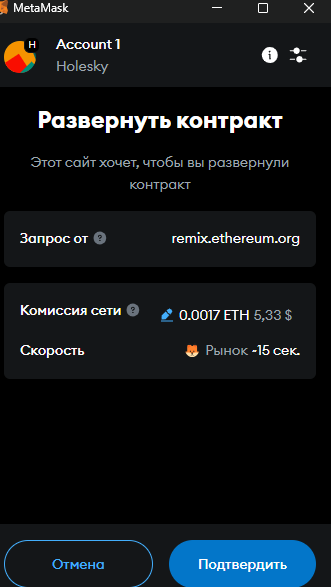 MetaMask
H
Account 1
Holesky
Развернуть контракт
Этот сайт хочет, чтобы вы развернули
контракт
Запрос от remix.ethereum.org
Комиссия сети 0.0017 ETH 5,33 $
Скорость Рынок ~15 сек.
Отмена Подтвердить